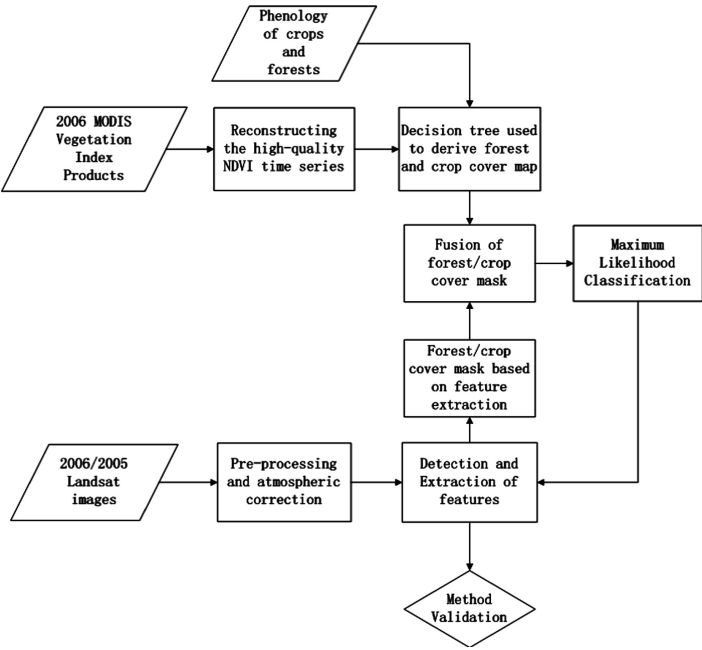 Phenology
of crops
and
forests
2006 MODIS
Vegetation
Index
Products
Reconstructing
the high-quality
NDVI time series
Decision tree used
to derive forest
and crop cover map
Fusion of
forest/crop
cover mask
Maximum
Likelihood
Classification
Forest/crop
cover mask based
on feature
extraction
2006/2005
Landsat
images
Pre-processing
and atmospheric
correction
Detection and
Extraction of
features
Method
Validation